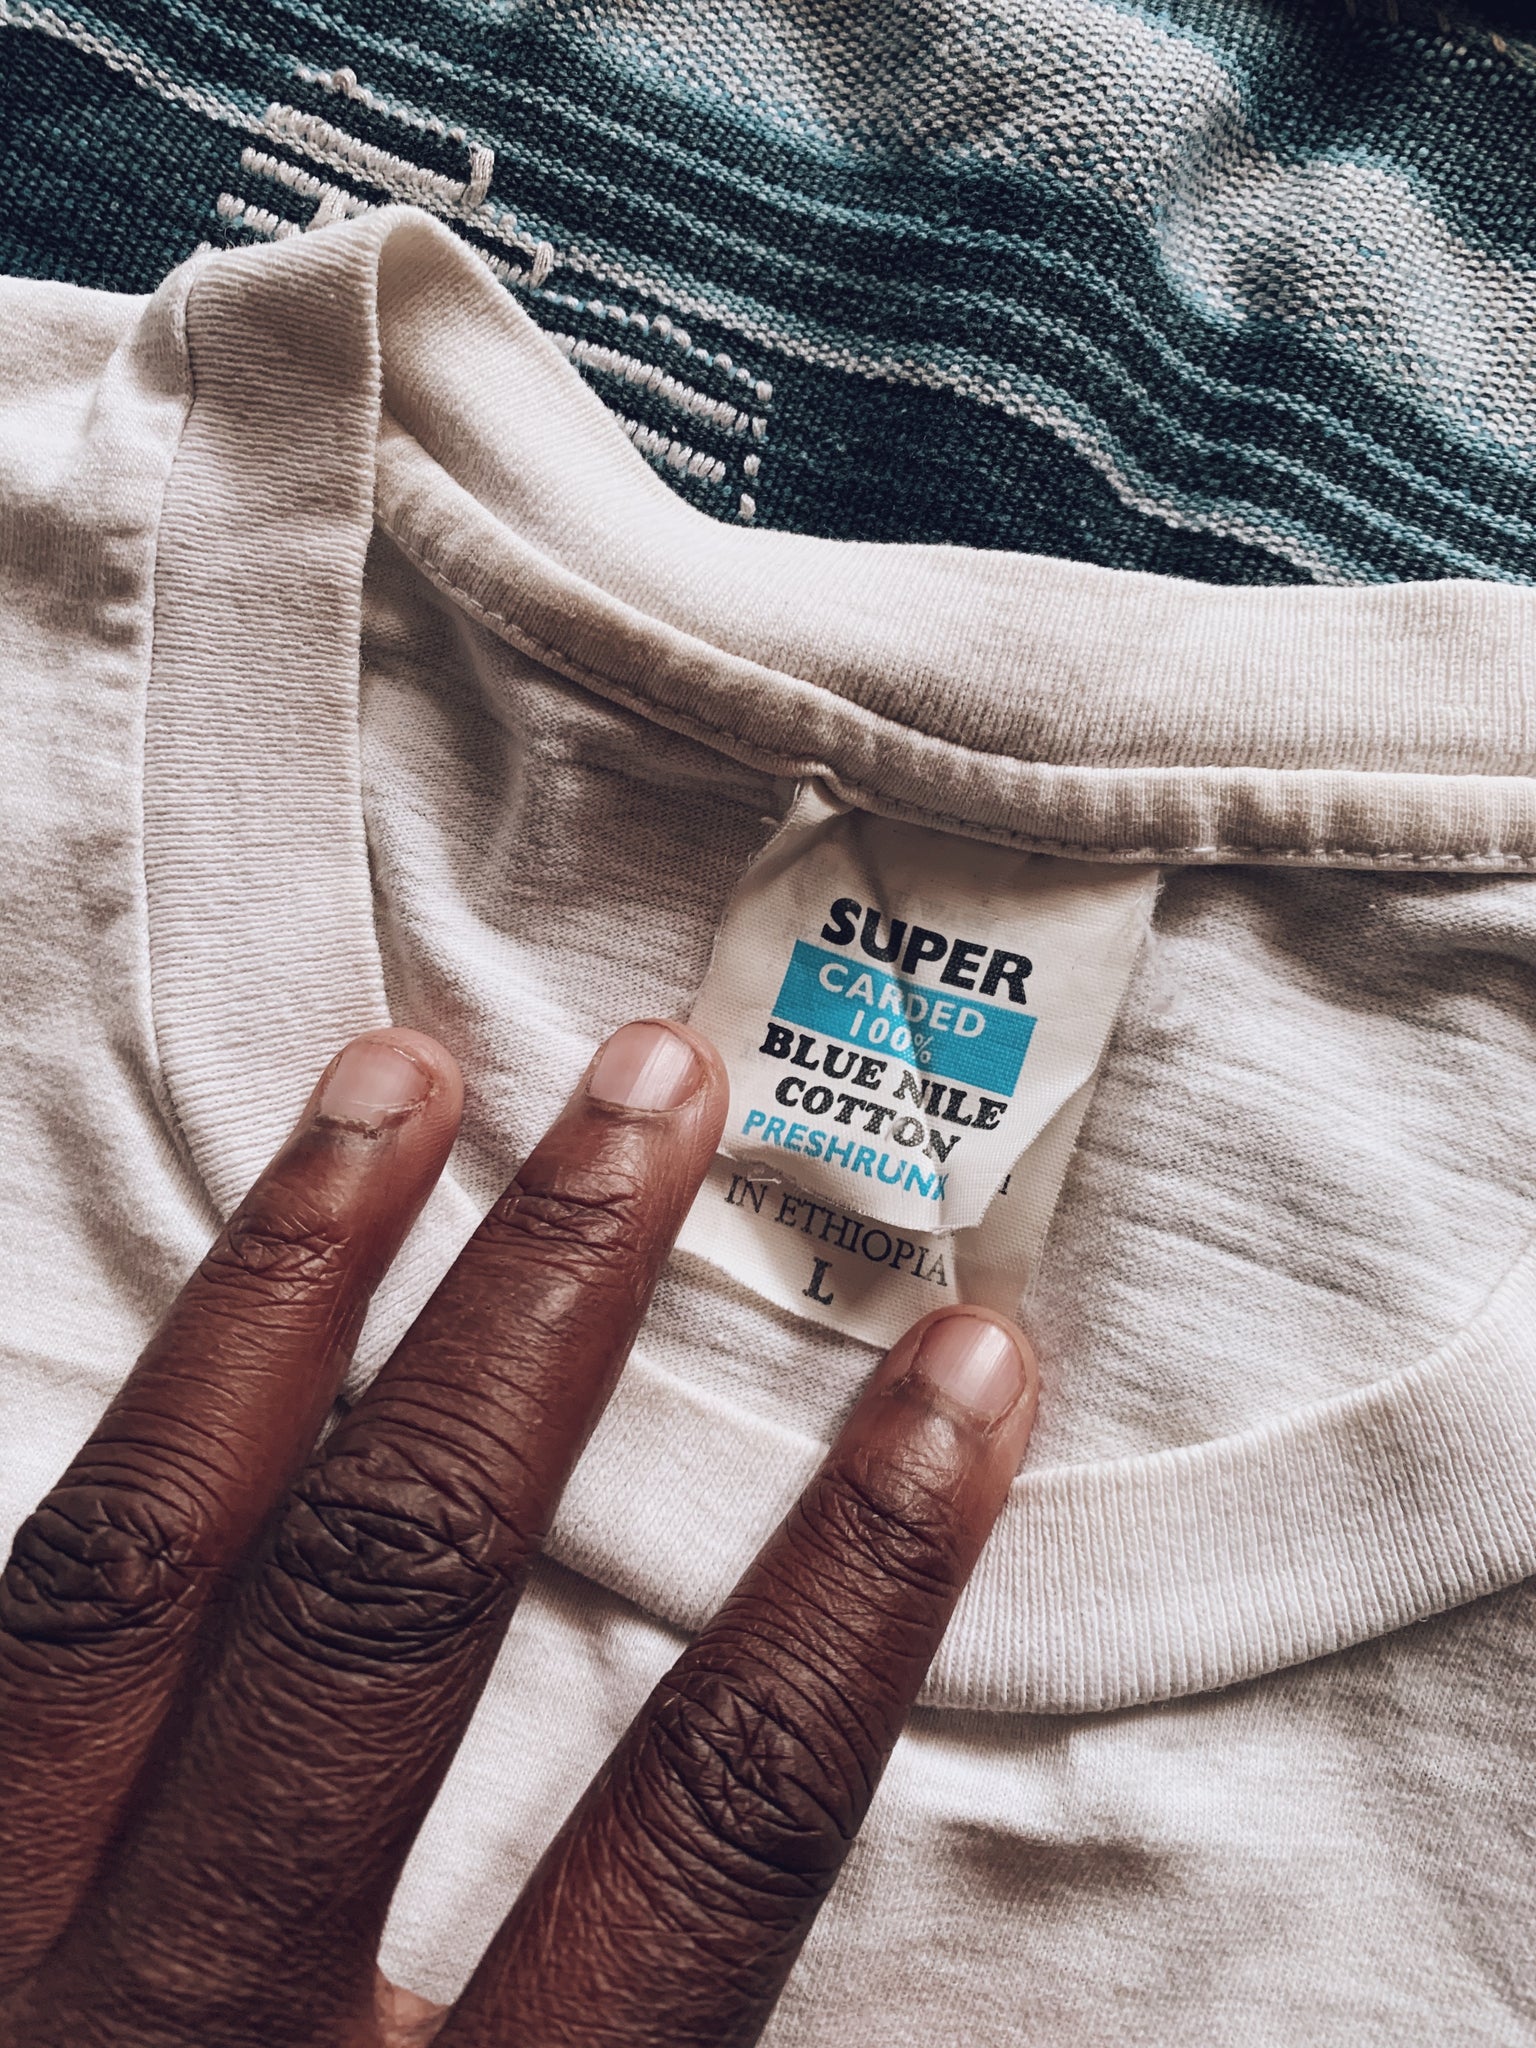 SUPER
CARDED
100%
BLUE NILE
COTTON
PRESHRUNK
IN ETHIOPIA
L